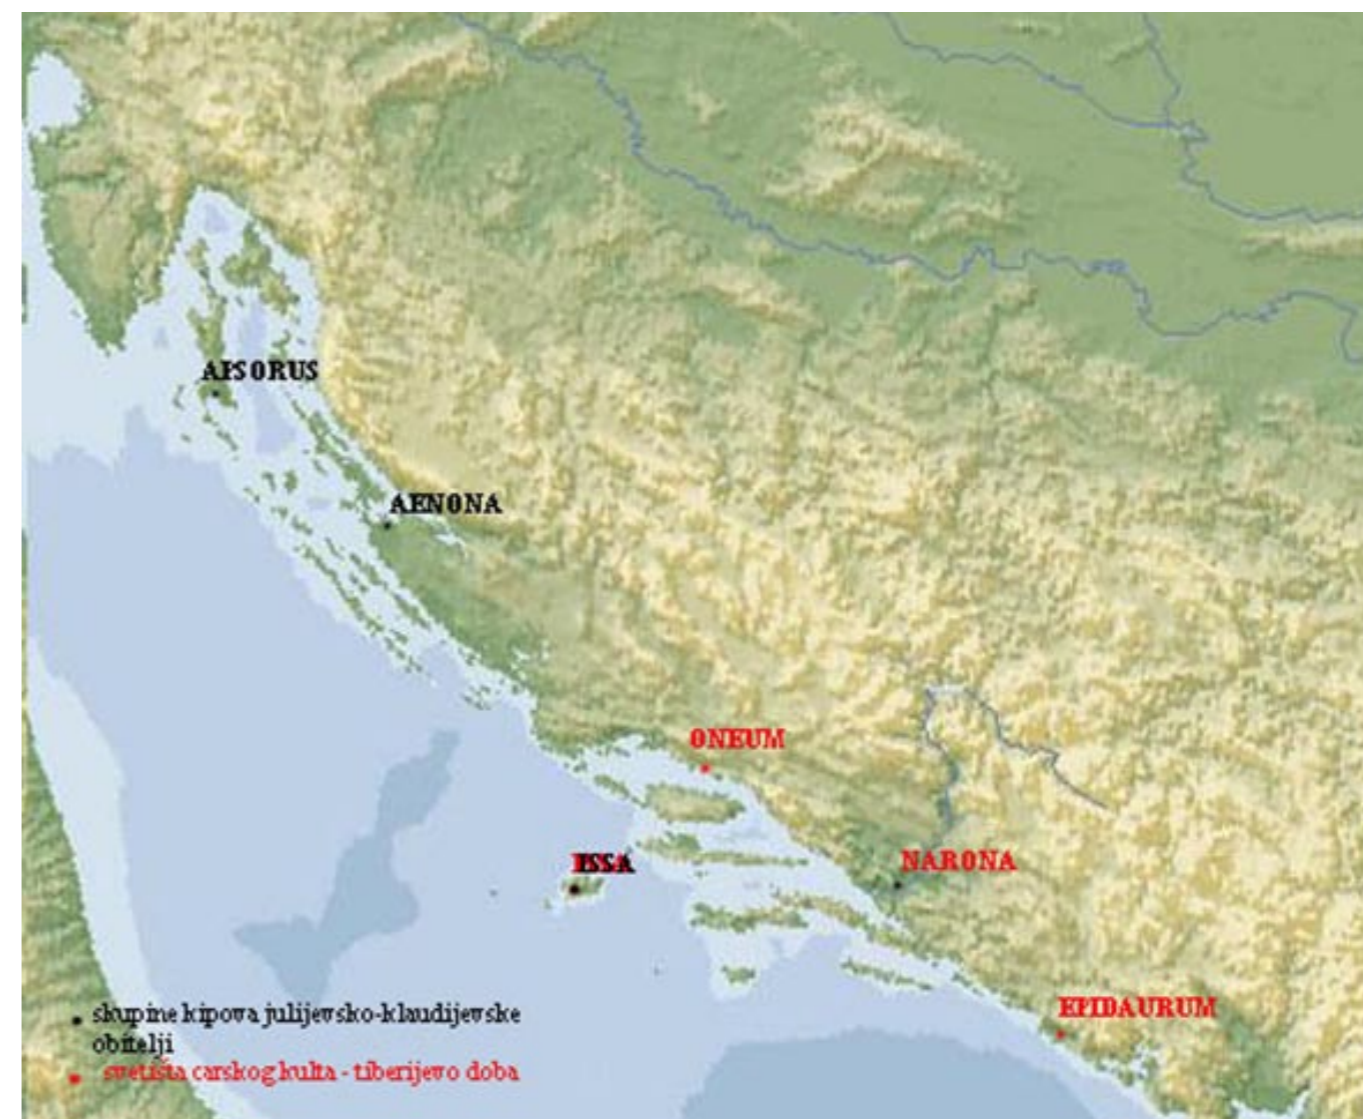 APSORUS
AENONA
ONEUM
ISSA
NARONA
EPIDAURUM
skupine kipova julijevsko-klaudijevske
obitelji
svetišta carskog kulta - tiberijevo doba